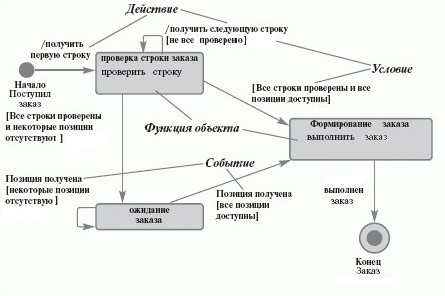 Действие
/получить следующую строку
[не все проверено]
/получить
первую строку
проверка строки заказа
проверить строку
Условие
Начало
Поступил
заказ
[Все строки проверены и все
позиции доступны]
[Все строки проверены
и некоторые позиции
отсутствуют]
Функция объекта
Формирование заказа
выполнить заказ
Событие
Позиция получена
[некоторые позиции
отсутствую ]
Позиция получена
[все позиции
доступны]
выполнен
заказ
ожидание
заказа
Конец
Заказ